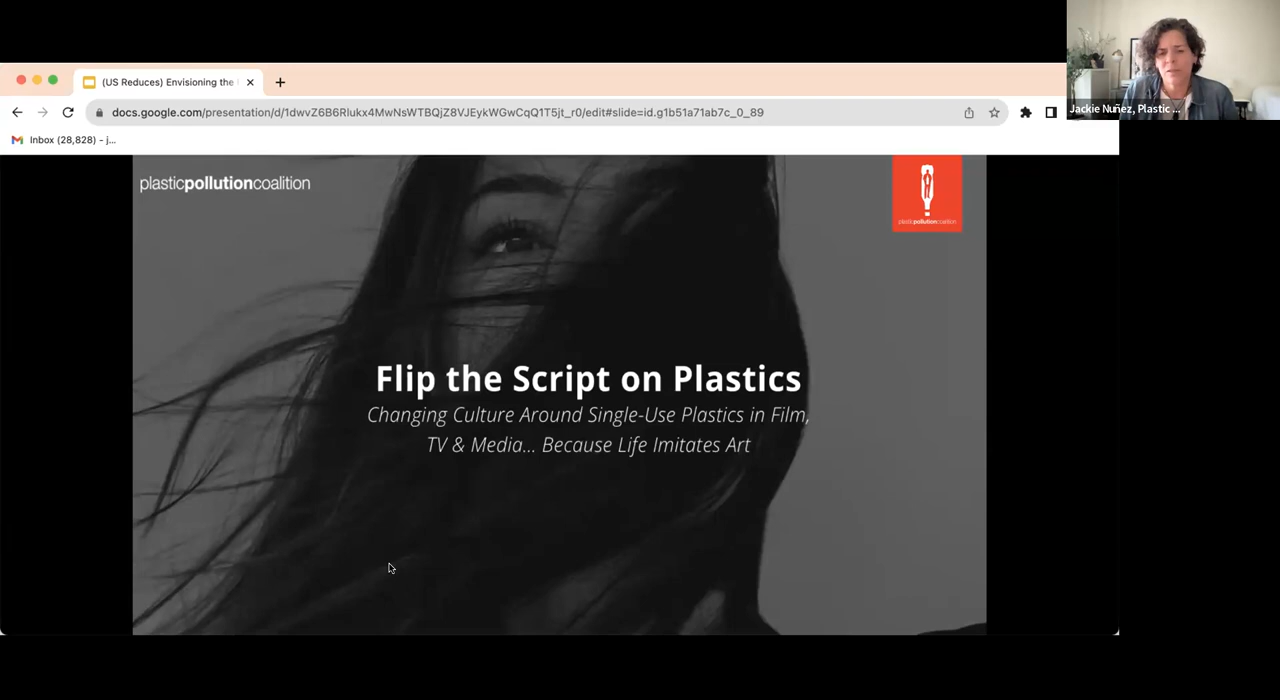 (US Reduces) Envisioning the
docs.google.com/presentation/d/1dwvZ6B6Rlukx4MwNsWTBQjZ8VJEykWGwCqQ1T5jt_r0/edit#slide=id.g1b51a71ab7c_0_89
Inbox (28,828) - j...
Jackie Nuñez, Plastic ...
plasticpollutioncoalition
plasticpollutioncoalition
Flip the Script on Plastics
Changing Culture Around Single-Use Plastics in Film,
TV & Media... Because Life Imitates Art